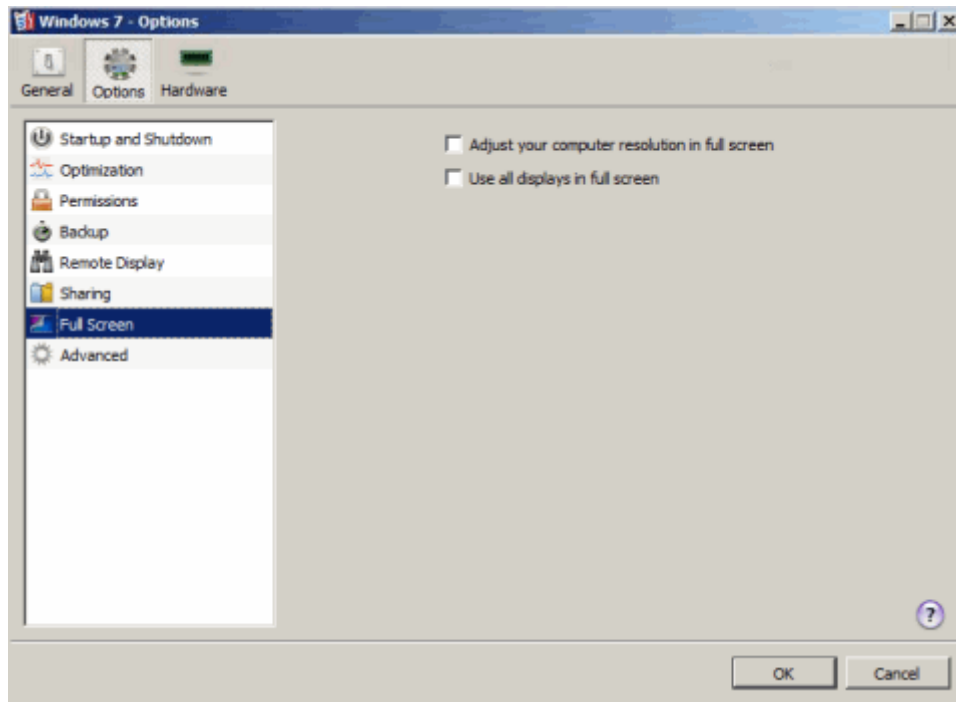 Windows 7 - Options
General Options Hardware
Startup and Shutdown
Optimization
Permissions
Backup
Remote Display
Sharing
Full Screen
Advanced
Adjust your computer resolution in full screen
Use all displays in full screen
?
OK Cancel